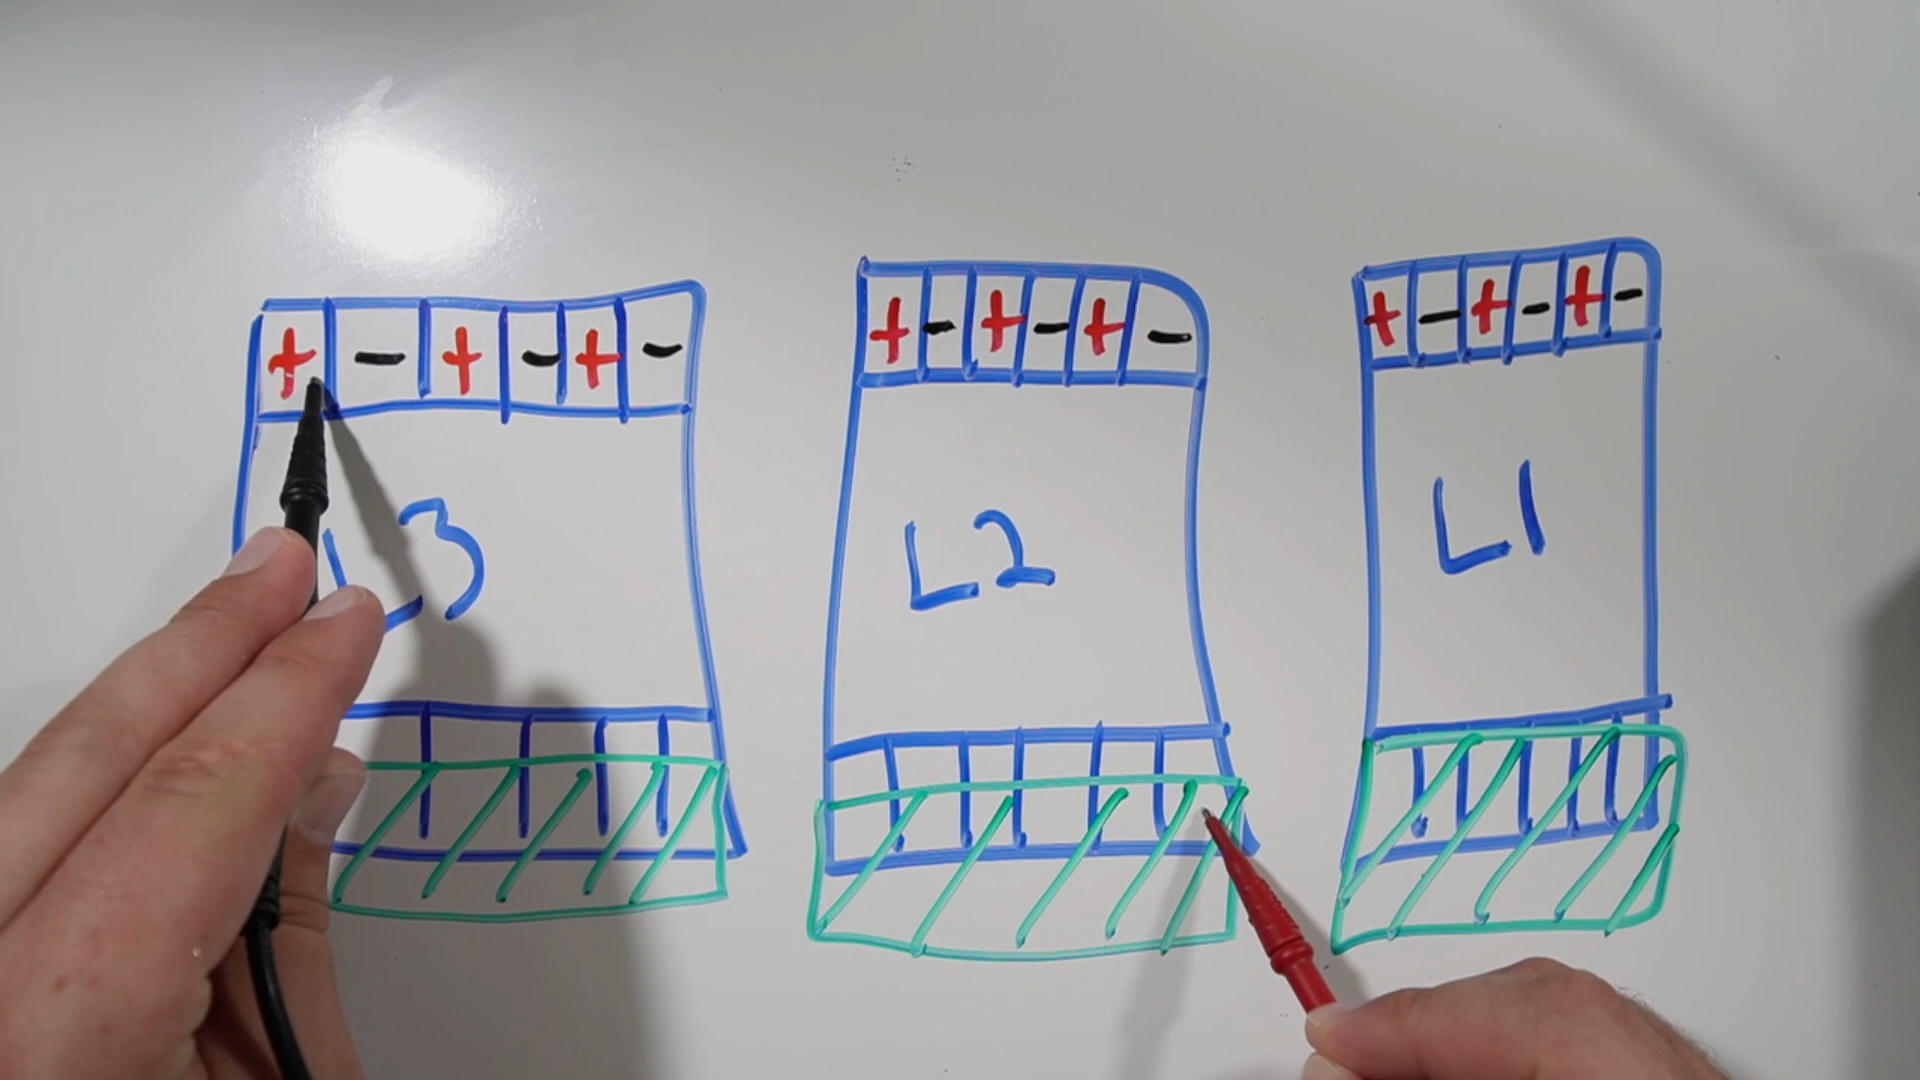 + - + - + -
+ - + - + -
+ - + - + -
L3
L2
L1